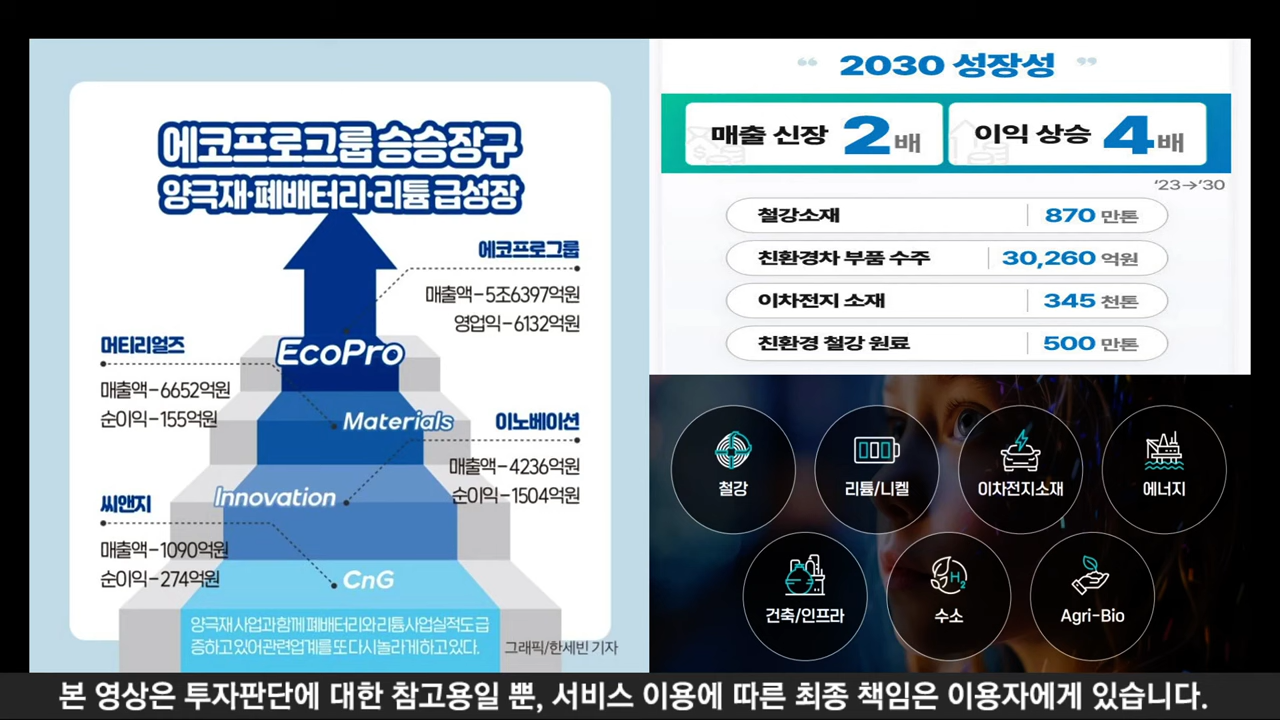 에코프로그룹 승승장구
양극재·폐배터리·리튬 급성장
에코프로그룹
매출액-5조6397억원
영업익-6132억원
EcoPro
머티리얼즈
매출액-6652억원
순이익-155억원
Materials
이노베이션
매출액-4236억원
순이익-1504억원
Innovation
씨앤지
매출액-1090억원
순이익-274억원
CnG
양극재 사업과 함께 폐배터리와 리튬 사업 실적도 급
증하고 있어 관련업계를 또 다시 놀라게 하고 있다.
그래픽/한세빈 기자
“ 2030 성장성 ”
매출 신장 2배
이익 상승 4배
‘23→’30
철강소재 870 만톤
친환경차 부품 수주 30,260 억원
이차전지 소재 345 천톤
친환경 철강 원료 500 만톤
철강
리튬/니켈
이차전지소재
에너지
건축/인프라
수소
Agri-Bio
본 영상은 투자판단에 대한 참고용일 뿐, 서비스 이용에 따른 최종 책임은 이용자에게 있습니다.